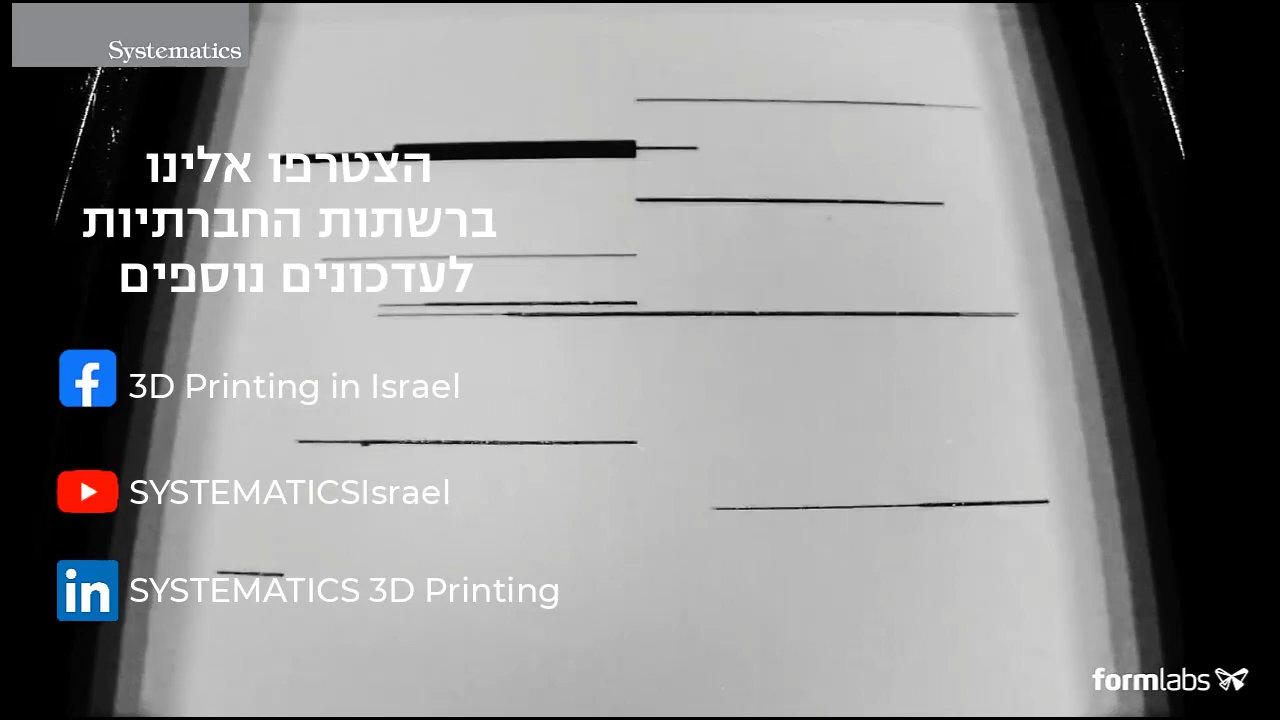 Systematics
הצטרפו אלינו
ברשתות החברתיות
לעדכונים נוספים
3D Printing in Israel
SYSTEMATICSIsrael
SYSTEMATICS 3D Printing
formlabs